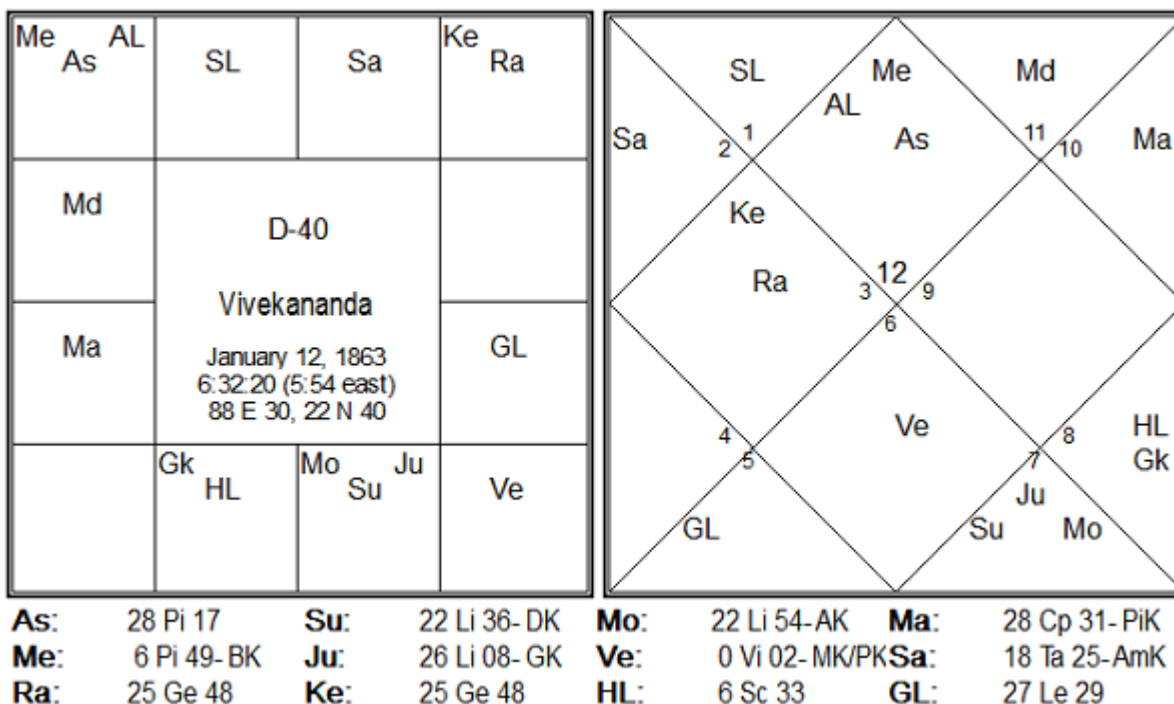 Me AL Ke
As SL Sa Ra
Md
D-40
Vivekananda
Ma GL
January 12, 1863
6:32:20 (5:54 east)
88 E 30, 22 N 40
Gk Mo Ju
HL Su Ve
SL Me Md
AL
Sa 2 1 As 11 10 Ma
Ke
Ra 3 12 9
6
4 5 Ve 7 8 HL
Gk
Ju
GL Su Mo
As: 28 Pi 17 Su: 22 Li 36- DK Mo: 22 Li 54- AK Ma: 28 Cp 31- PiK
Me: 6 Pi 49- BK Ju: 26 Li 08- GK Ve: 0 Vi 02- MK/PK Sa: 18 Ta 25- AmK
Ra: 25 Ge 48 Ke: 25 Ge 48 HL: 6 Sc 33 GL: 27 Le 29